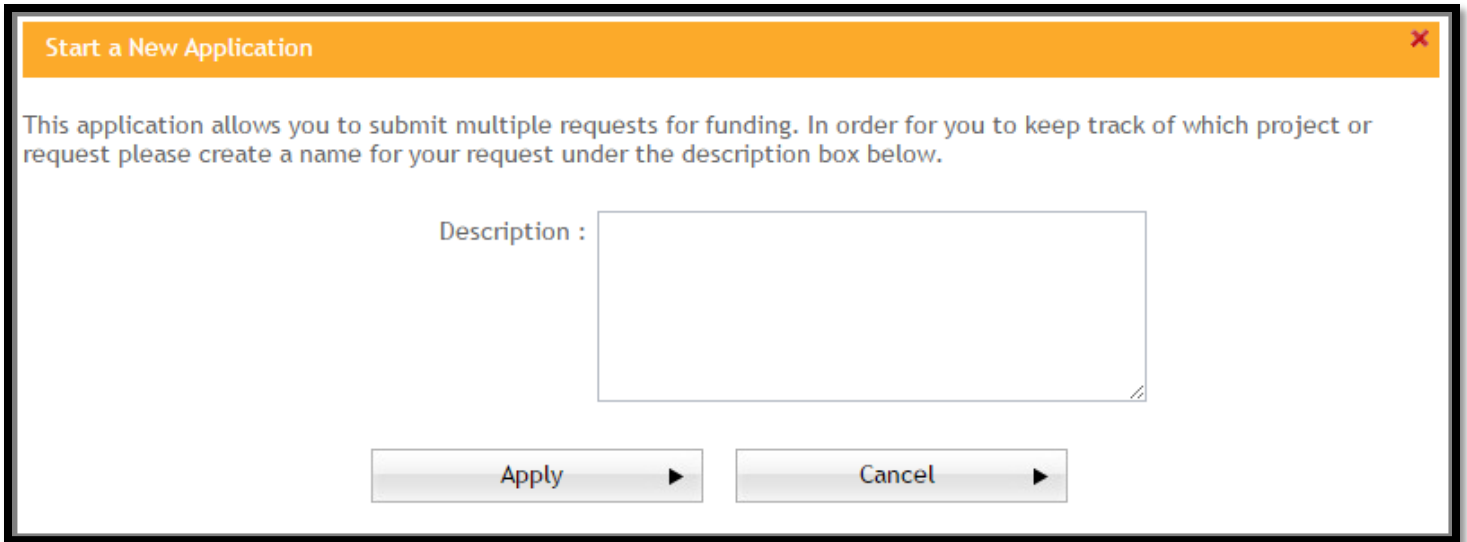 Start a New Application
This application allows you to submit multiple requests for funding. In order for you to keep track of which project or
request please create a name for your request under the description box below.
Description :
Apply
Cancel